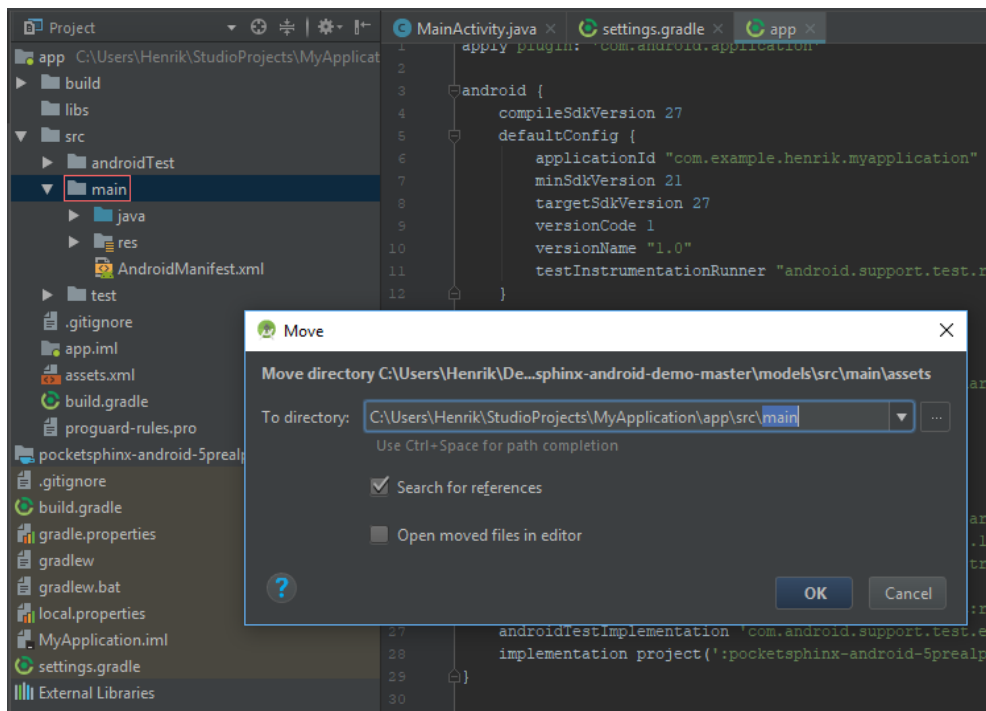 Project
MainActivity.java
settings.gradle
app
app C:\Users\Henrik\StudioProjects\MyApplicat
build
libs
src
androidTest
main
java
res
AndroidManifest.xml
test
.gitignore
app.iml
assets.xml
build.gradle
proguard-rules.pro
pocketsphinx-android-5prealp
.gitignore
build.gradle
gradle.properties
gradlew
gradlew.bat
local.properties
MyApplication.iml
settings.gradle
External Libraries
1 apply plugin: 'com.android.application'
2
3 android {
4 compileSdkVersion 27
5 defaultConfig {
6 applicationId "com.example.henrik.myapplication"
7 minSdkVersion 21
8 targetSdkVersion 27
9 versionCode 1
10 versionName "1.0"
11 testInstrumentationRunner "android.support.test.r
12 }
Move
Move directory C:\Users\Henrik\De...sphinx-android-demo-master\models\src\main\assets
To directory: C:\Users\Henrik\StudioProjects\MyApplication\app\src\main ...
Use Ctrl+Space for path completion
Search for references
Open moved files in editor
? OK Cancel
27 androidTestImplementation 'com.android.support.test.e
28 implementation project(':pocketsphinx-android-5prealp
29 }
30